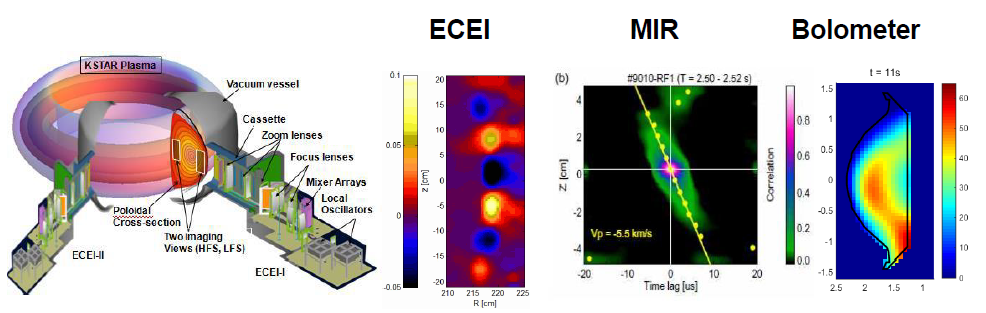 ECEI
MIR
Bolometer
KSTAR Plasma
Vacuum vessel
Cassette
Zoom lenses
Focus lenses
Mixer Arrays
Local
Oscillators
Poloidal
Cross-section
Two Imaging
Views (HFS, LFS)
ECEI-II
ECEI-I
0.1
0.05
0
-0.05
20
15
10
5
0
-5
-10
-15
-20
Z [cm]
210
215
220
225
R [cm]
(b)
#9010-RF1 (T = 2.50 - 2.52 s)
4
2
0
-2
-4
Z [cm]
Vp = -5.5 km/s
-20
-10
0
10
20
Time lag [us]
0.8
0.6
0.4
0.2
0.0
Correlation
t = 11s
1.5
1
0.5
0
-0.5
-1
-1.5
2.5
2
1.5
1
60
50
40
30
20
10
0